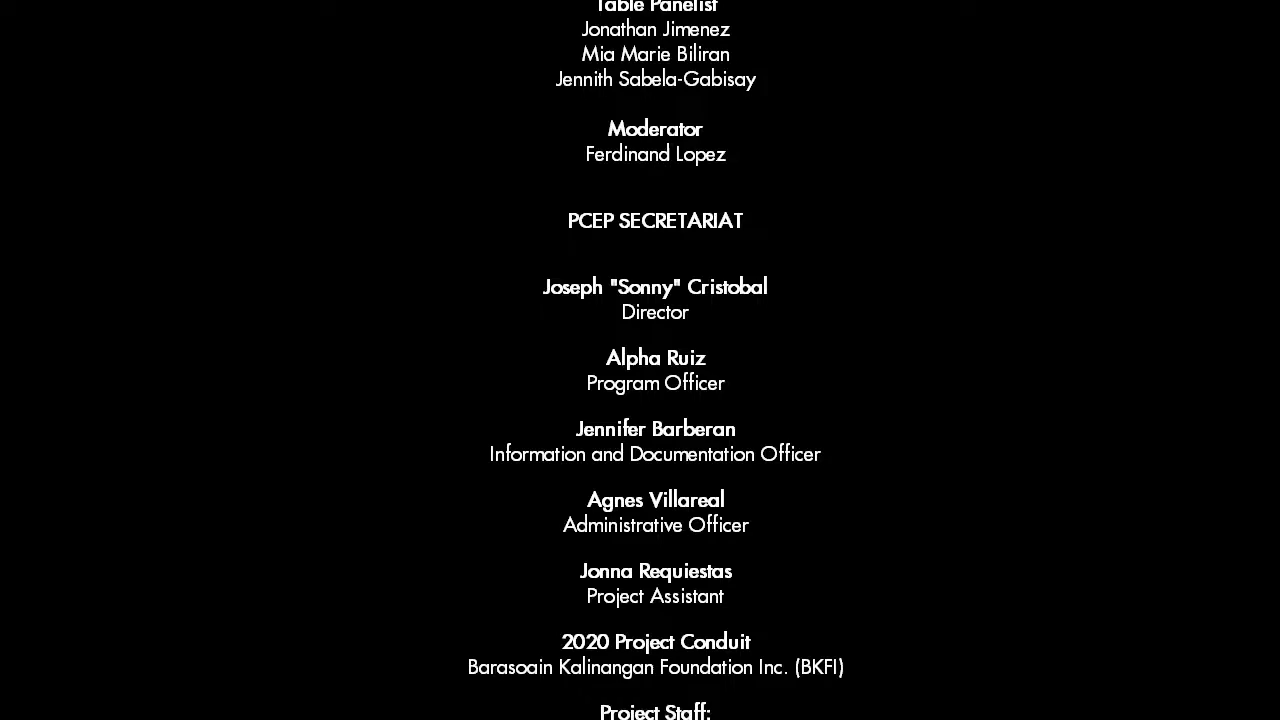 Table Panelist
Jonathan Jimenez
Mia Marie Biliran
Jennith Sabela-Gabisay
Moderator
Ferdinand Lopez
PCEP SECRETARIAT
Joseph "Sonny" Cristobal
Director
Alpha Ruiz
Program Officer
Jennifer Barberan
Information and Documentation Officer
Agnes Villareal
Administrative Officer
Jonna Requiestas
Project Assistant
2020 Project Conduit
Barasoain Kalinangan Foundation Inc. (BKFI)
Project Staff: